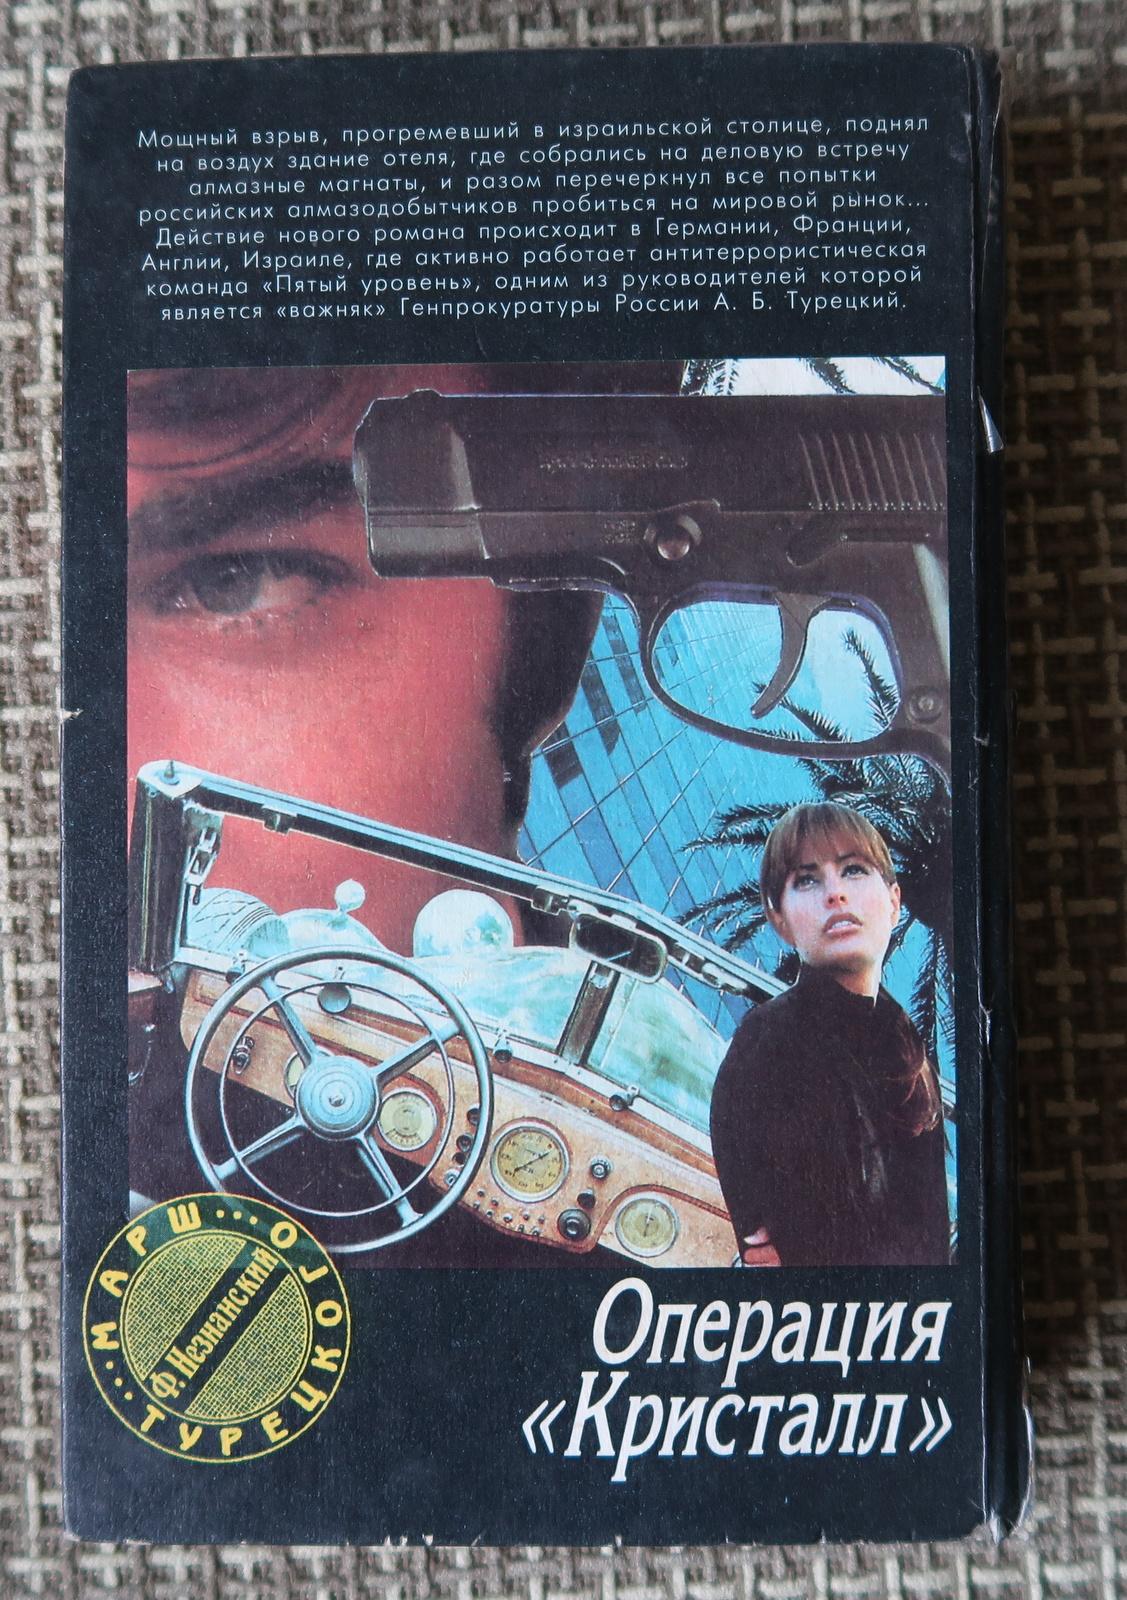 Мощный взрыв, прогремевший в израильской столице, поднял
на воздух здание отеля, где собрались на деловую встречу
алмазные магнаты, и разом перечеркнул все попытки
российских алмазодобытчиков пробиться на мировой рынок...
Действие нового романа происходит в Германии, Франции,
Англии, Израиле, где активно работает антитеррористическая
команда «Пятый уровень», одним из руководителей которой
является «важняк» Генпрокуратуры России А. Б. Турецкий.
...МАРШ...
ТУРЕЦКОГО
Ф. Незнанский
Операция
«Кристалл»